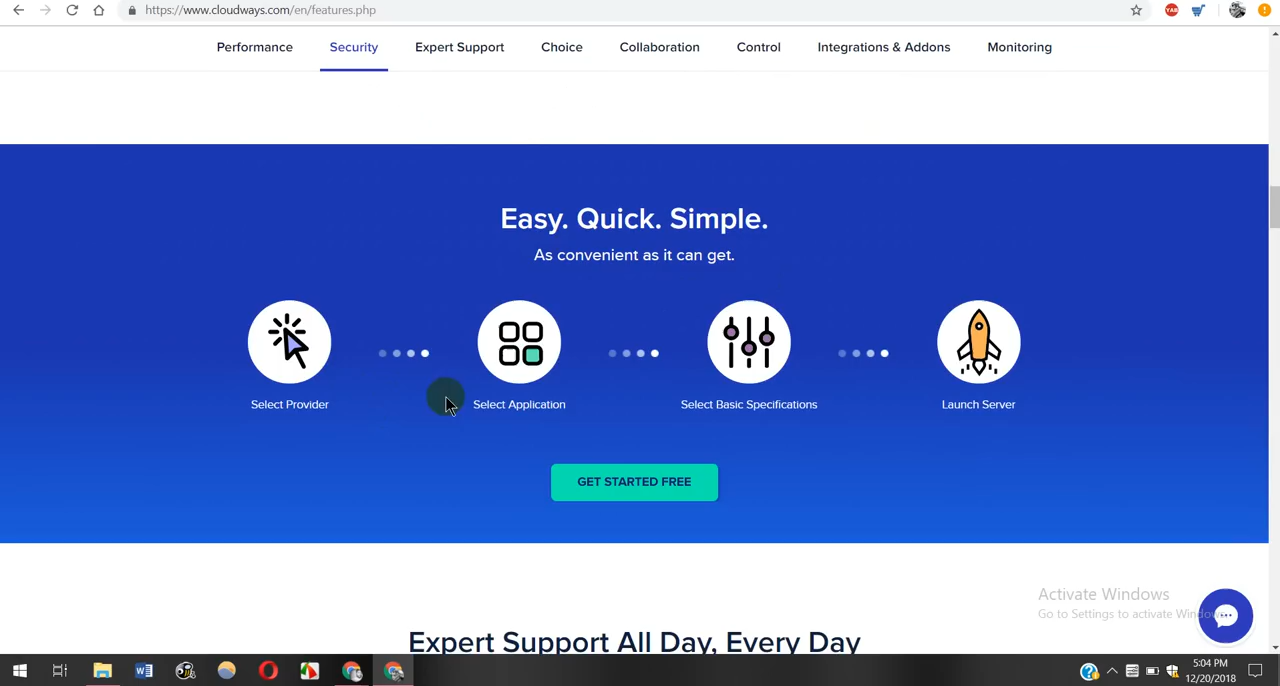 https://www.cloudways.com/en/features.php
Performance
Security
Expert Support
Choice
Collaboration
Control
Integrations & Addons
Monitoring
Easy. Quick. Simple.
As convenient as it can get.
Select Provider
Select Application
Select Basic Specifications
Launch Server
GET STARTED FREE
Expert Support All Day, Every Day
Activate Windows
Go to Settings to activate Windows
5:04 PM
12/20/2018